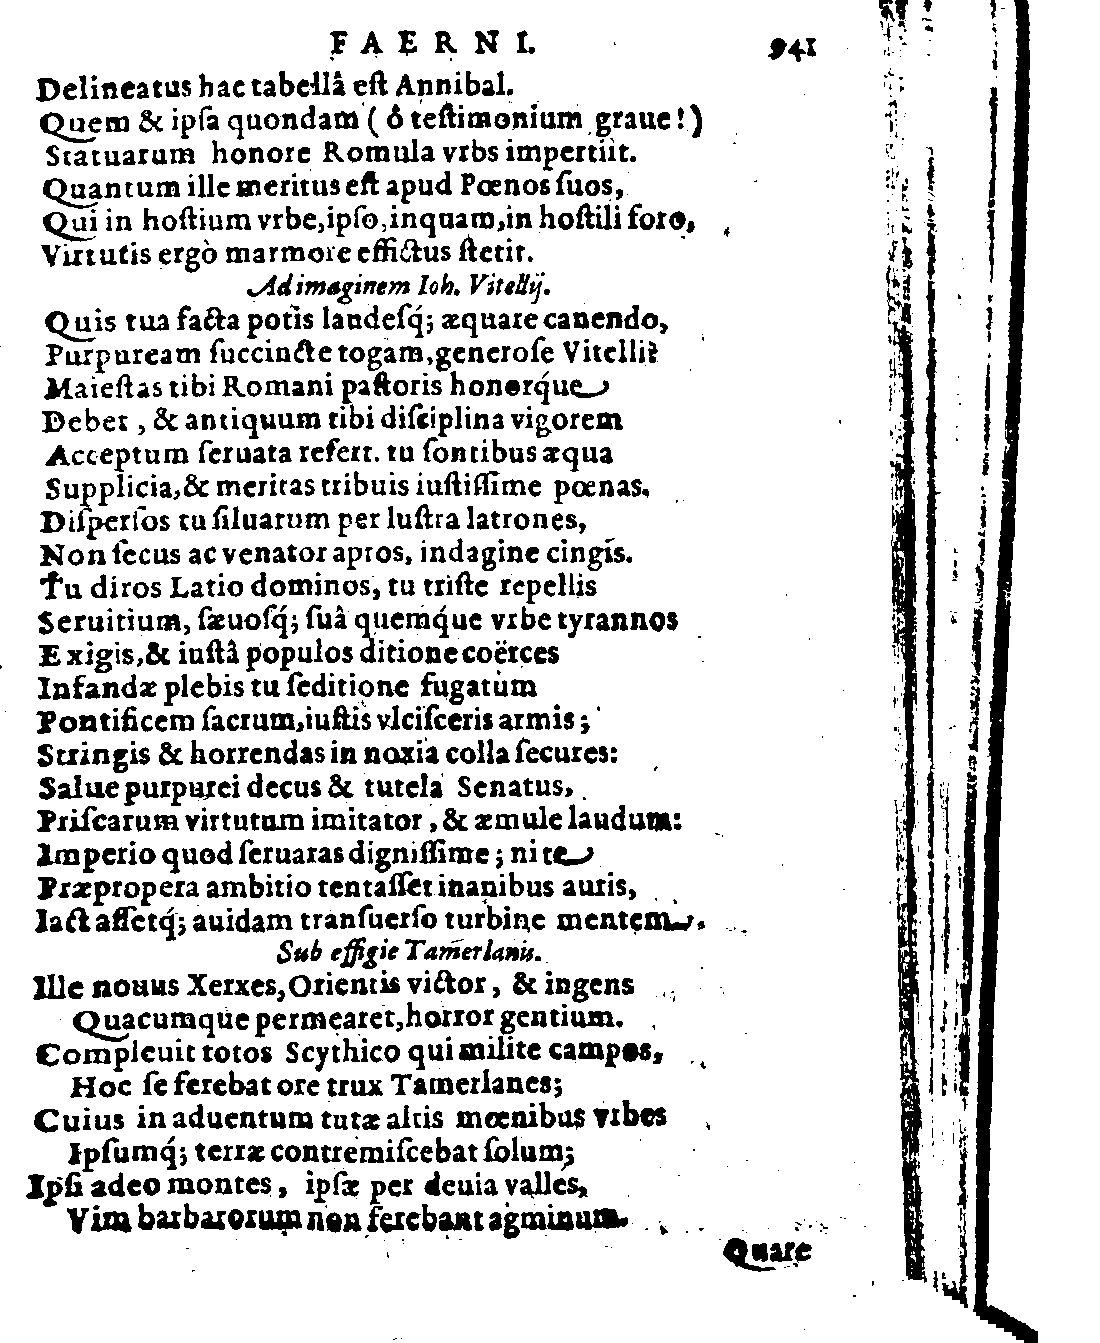 FAERNI. 941
Delineatus hac tabellâ eſt Annibal.
Quem & ipſa quondam ( ô teſtimonium graue!)
Statuarum honore Romula vrbs impertiit.
Quantum ille meritus eſt apud Pœnos ſuos,
Qui in hoſtium vrbe, ipſo, inquam, in hoſtili foro,
Virtutis ergò marmore effictus ſtetit.
Ad imaginem Ioh. Vitellij.
Quis tua facta potis laudeſq́; æquare canendo,
Purpuream ſuccincte togam, generoſe Vitelli?
Maieſtas tibi Romani paſtoris honorq́ue
Debet, & antiquum tibi diſciplina vigorem
Acceptum ſeruata refert. tu ſontibus æqua
Supplicia, & meritas tribuis iuſtiſſime pœnas.
Diſperſos tu ſiluarum per luſtra latrones,
Non ſecus ac venator apros, indagine cingis.
Tu diros Latio dominos, tu triſte repellis
Seruitium, ſæuoſq́; ſuâ quemq́ue vrbe tyrannos
Exigis, & iuſtâ populos ditione coërces
Infandæ plebis tu ſeditione fugatum
Pontificem ſacrum, iuſtis vlciſceris armis;
Stringis & horrendas in noxia colla ſecures:
Salue purpurei decus & tutela Senatus,
Priſcarum virtutum imitator, & æmule laudum:
Imperio quod ſeruaras digniſſime; ni te
Præpropera ambitio tentaſſet inanibus auris,
Iactaſſetq́; auidam tranſuerſo turbine mentem.
Sub effigie Tamerlanis.
Ille nouus Xerxes, Orientis victor, & ingens
Quacumque permearet, horror gentium.
Compleuit totos Scythico qui milite campos,
Hoc ſe ferebat ore trux Tamerlanes;
Cuius in aduentum tutæ altis mœnibus vrbes
Ipſumq́; terræ contremiſcebat ſolum;
Ipſi adeo montes, ipſæ per deuia valles,
Vim barbarorum non ferebant agminum.
Quare